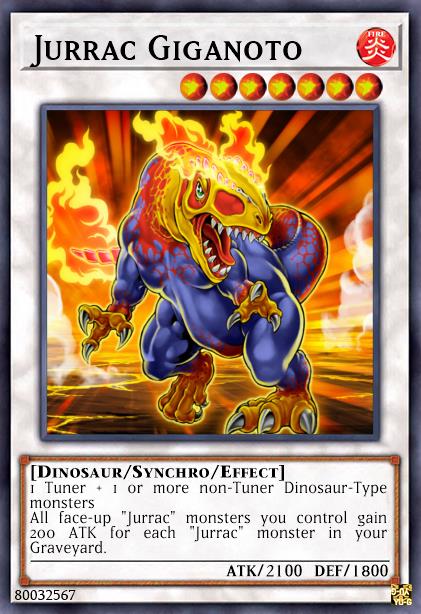 Jurrac Giganoto
FIRE
炎
[Dinosaur/Synchro/Effect]
1 Tuner + 1 or more non-Tuner Dinosaur-Type
monsters
All face-up "Jurrac" monsters you control gain
200 ATK for each "Jurrac" monster in your
Graveyard.
ATK/2100 DEF/1800
80032567